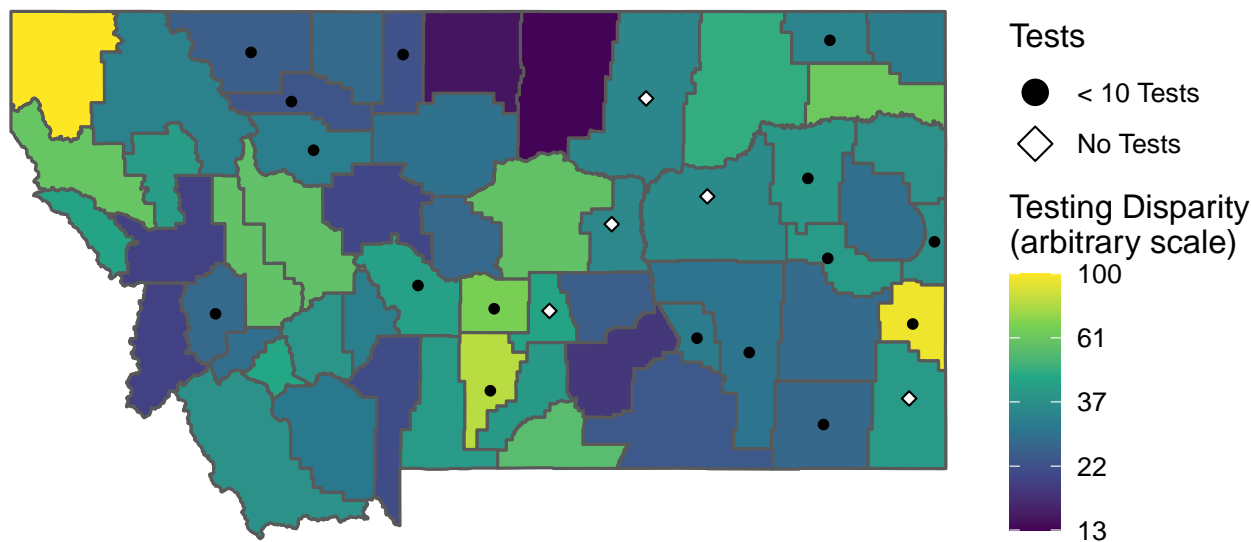 Tests
< 10 Tests
No Tests
Testing Disparity
(arbitrary scale)
100
61
37
22
13